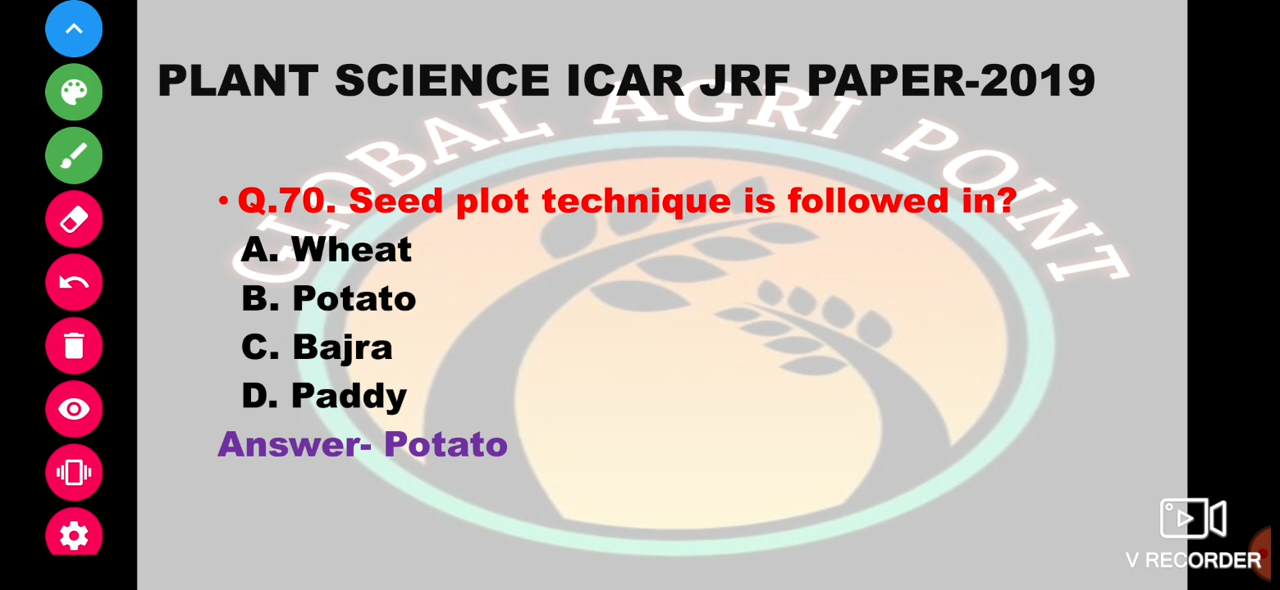 PLANT SCIENCE ICAR JRF PAPER-2019
GLOBAL AGRI POINT
• Q.70. Seed plot technique is followed in?
A. Wheat
B. Potato
C. Bajra
D. Paddy
Answer- Potato
V RECORDER